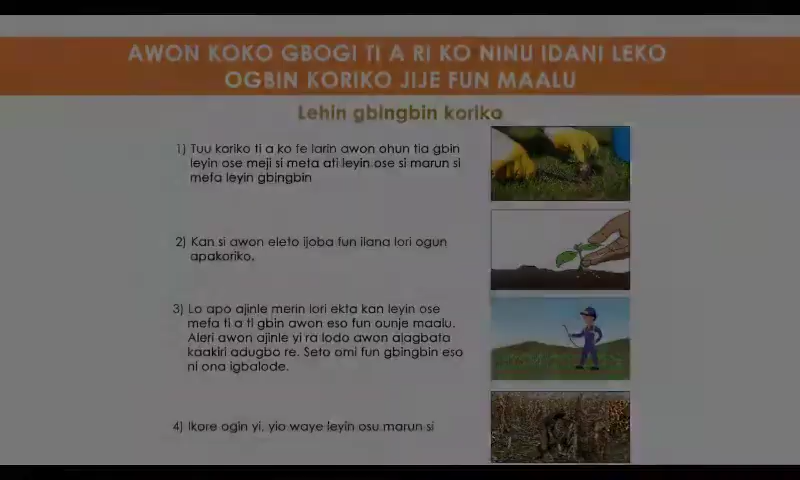 AWON KOKO GBOGI TI A RI KO NINU IDANI LEKO
OGBIN KORIKO JIJE FUN MAALU
Lehin gbingbin koriko
1) Tuu koriko ti a ko fe larin awon ohun tia gbin
leyin ose meji si meta ati leyin ose si marun si
mefa leyin gbingbin
2) Kan si awon eleto ijoba fun ilana lori ogun
apakoriko.
3) Lo apo ajinle merin lori ekta kan leyin ose
mefa ti a ti gbin awon eso fun ounje maalu.
Aleri awon ajinle yi ra lodo awon alagbata
kaakiri adugbo re. Seto omi fun gbingbin eso
ni ona igbalode.
4) Ikore ogin yi, yio waye leyin osu marun si